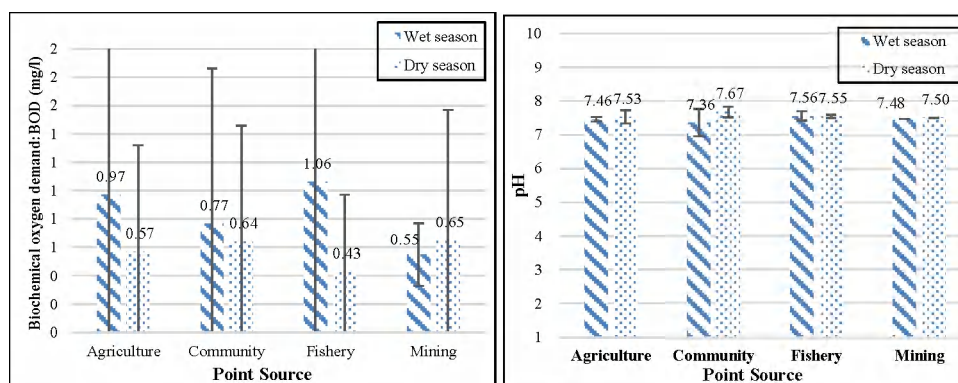 Biochemical oxygen demand:BOD (mg/l)
2
2
2
1
1
1
1
1
0
0
0
Wet season
Dry season
0.97
0.57
0.77
0.64
1.06
0.43
0.55
0.65
Agriculture
Community
Fishery
Mining
Point Source
pH
10
9
8
7
6
5
4
3
2
1
Wet season
Dry season
7.46
7.53
7.36
7.67
7.56
7.55
7.48
7.50
Agriculture
Community
Fishery
Mining
Point Source